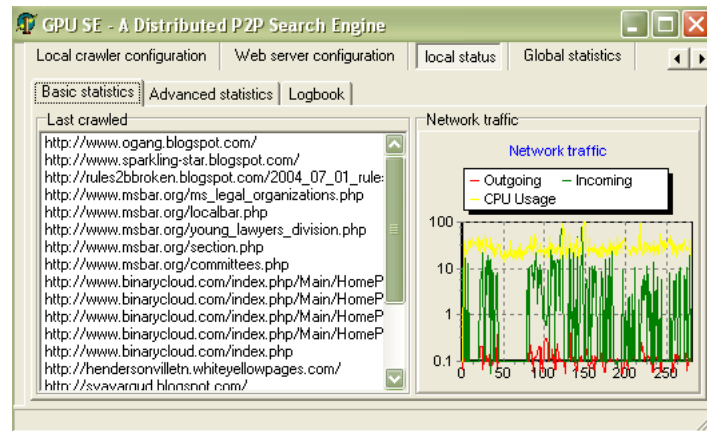 GPU SE - A Distributed P2P Search Engine
Local crawler configuration Web server configuration local status Global statistics
Basic statistics Advanced statistics Logbook
Last crawled
http://www.ogang.blogspot.com/
http://www.sparkling-star.blogspot.com/
http://rules2bbroken.blogspot.com/2004_07_01_rule:
http://www.msbar.org/ms_legal_organizations.php
http://www.msbar.org/localbar.php
http://www.msbar.org/young_lawyers_division.php
http://www.msbar.org/section.php
http://www.msbar.org/committees.php
http://www.binarycloud.com/index.php/Main/HomeP
http://www.binarycloud.com/index.php/Main/HomeP
http://www.binarycloud.com/index.php/Main/HomeP
http://www.binarycloud.com/index.php/Main/HomeP
http://www.binarycloud.com/index.php
http://hendersonvilletn.whiteyellowpages.com/
Network traffic
Network traffic
Outgoing Incoming
CPU Usage
100
10
1
0.1
0 50 100 150 200 250